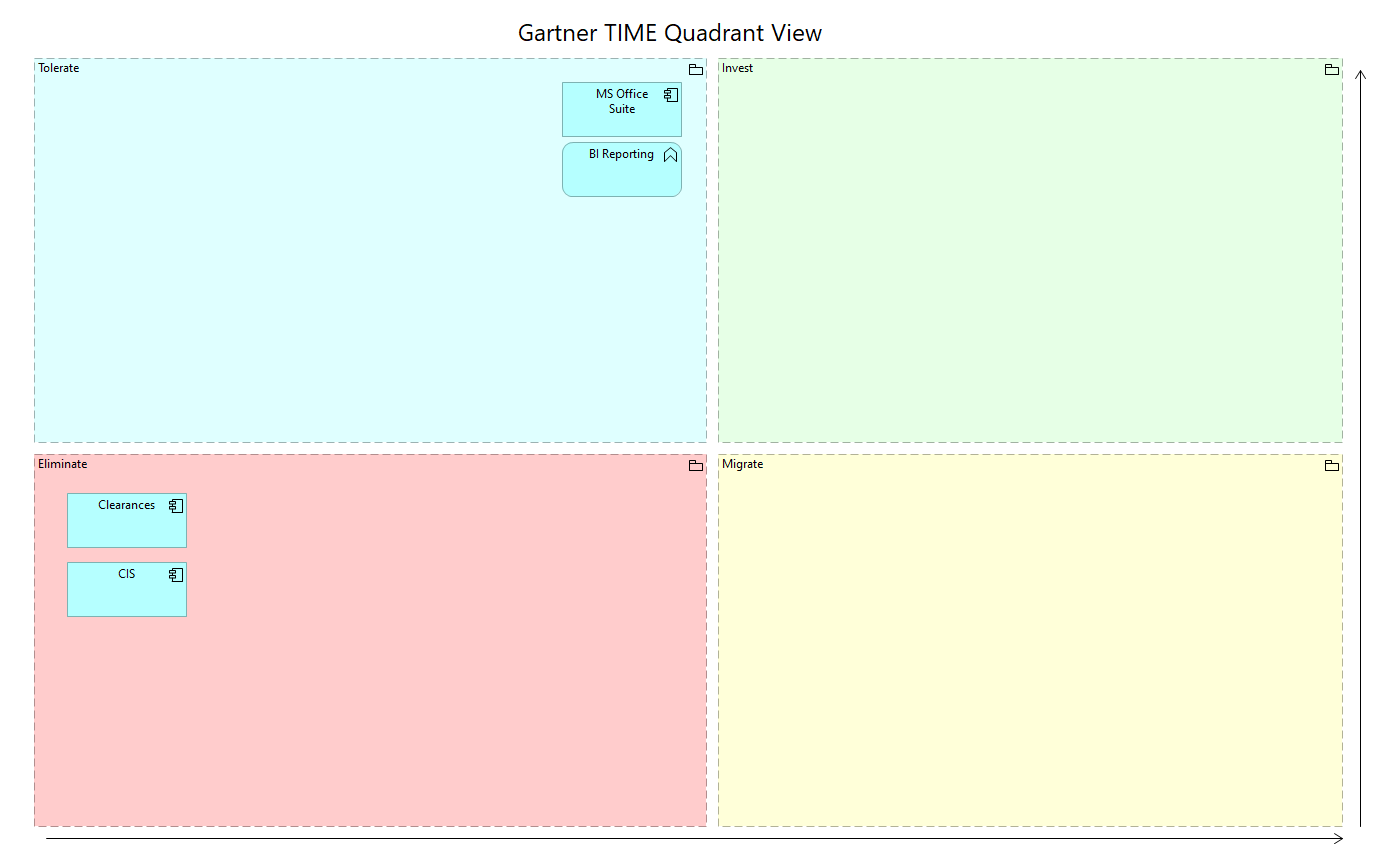 Gartner TIME Quadrant View
Tolerate
MS Office
Suite
BI Reporting
Invest
Eliminate
Clearances
CIS
Migrate